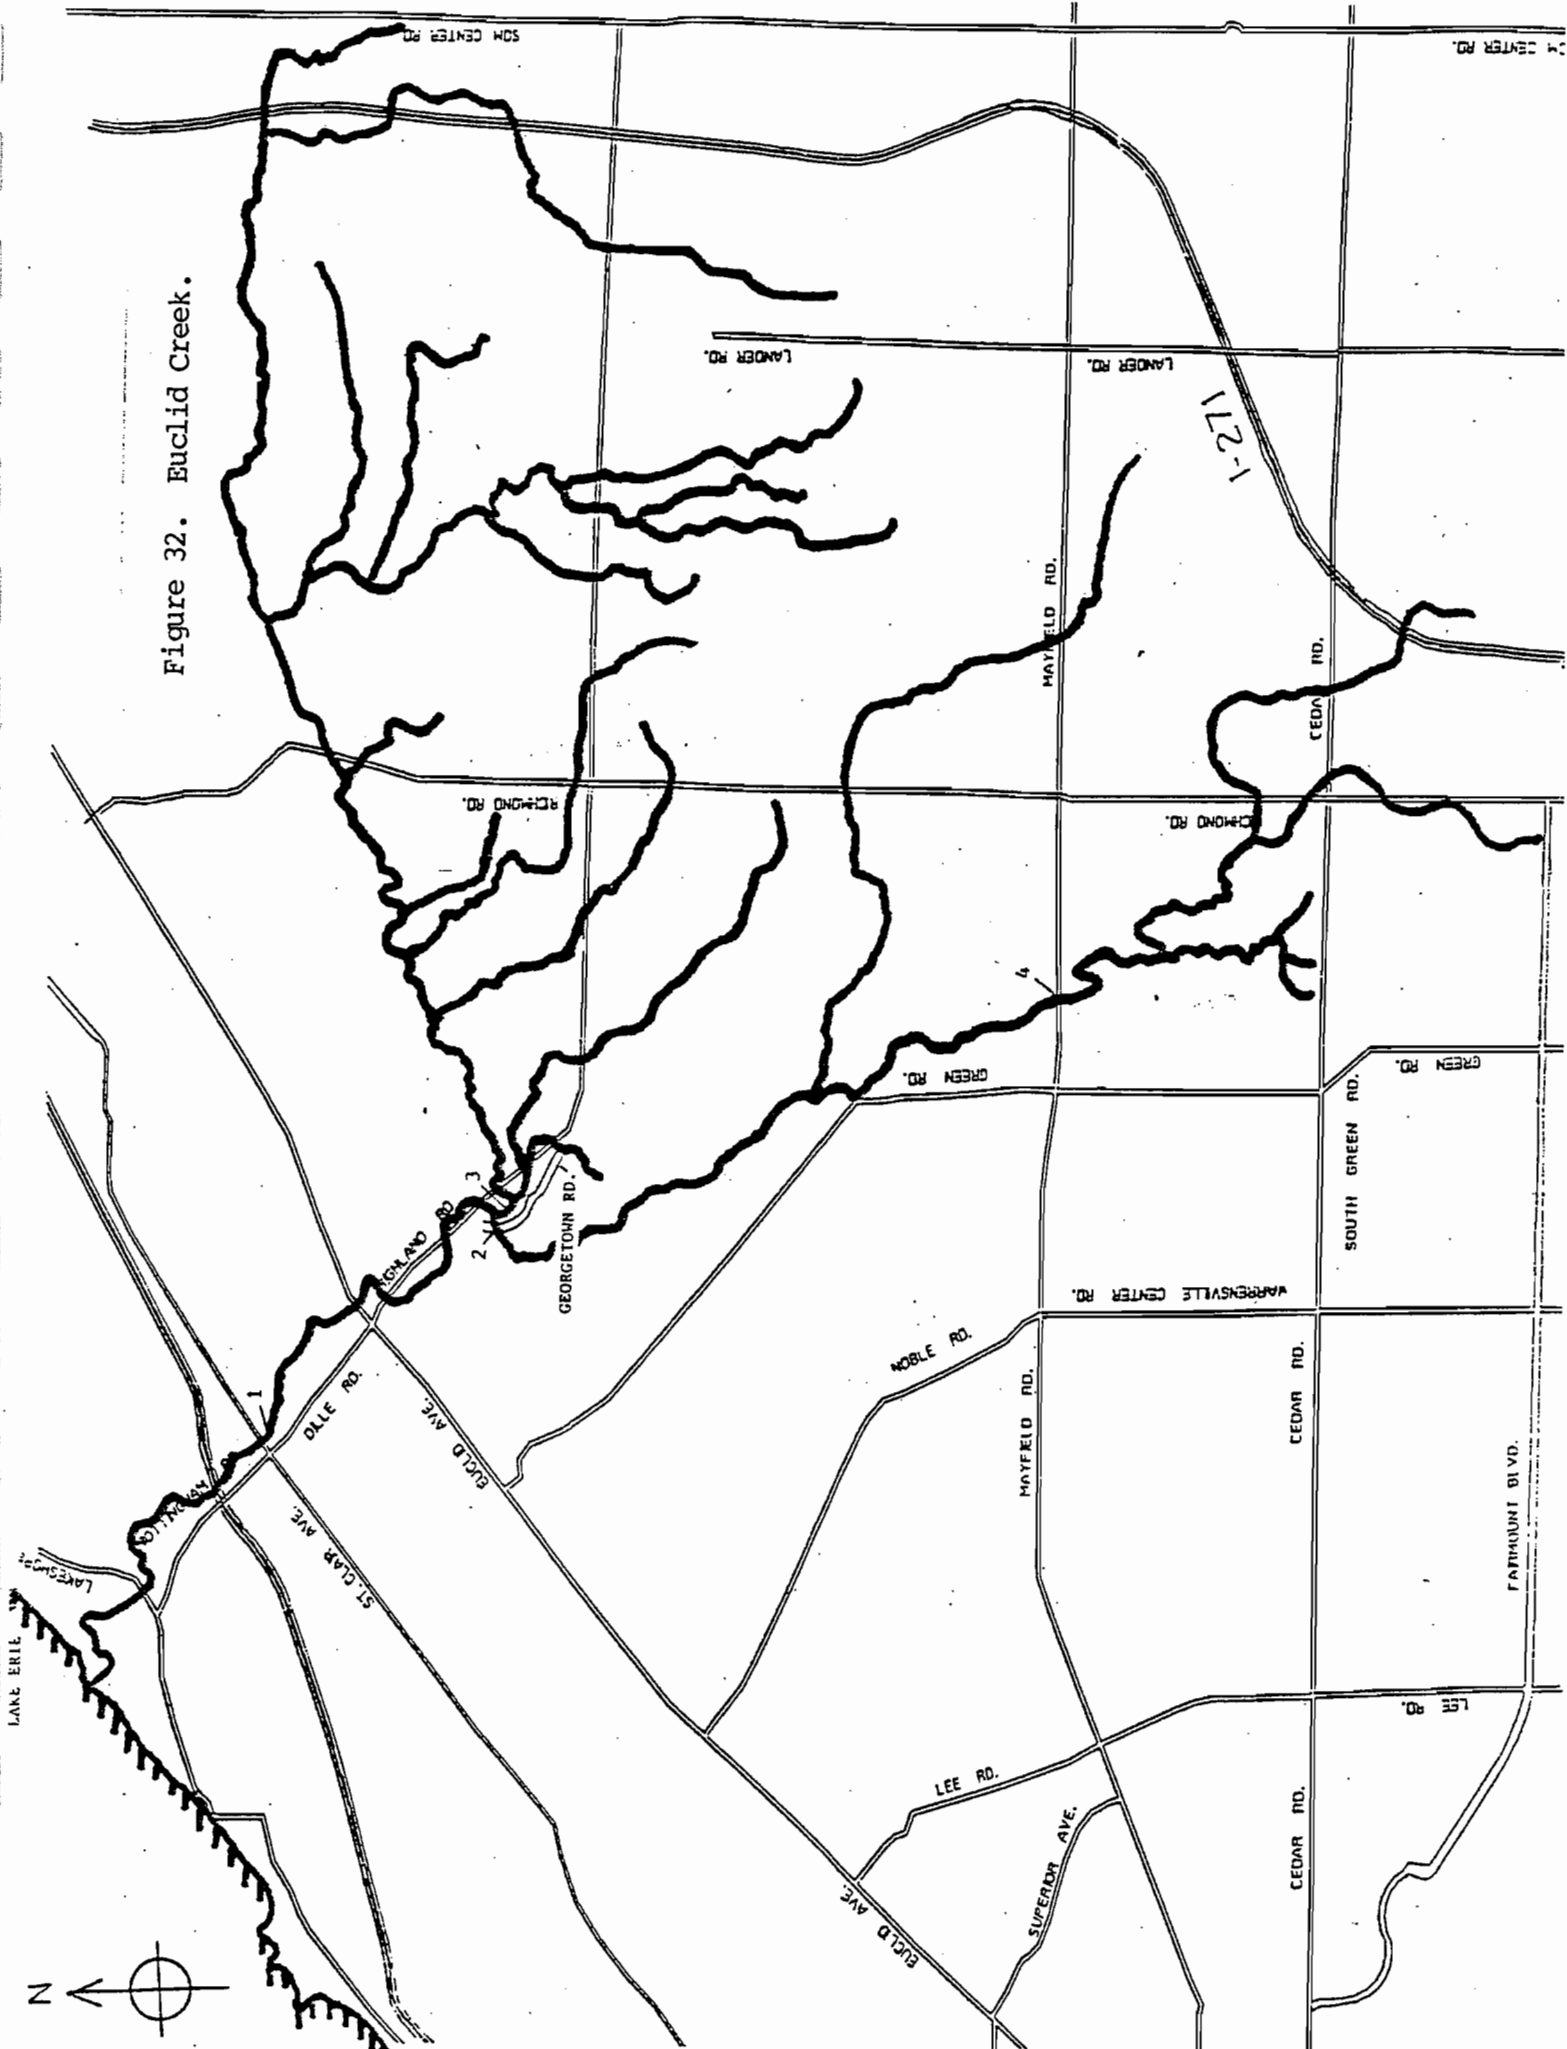 Figure 32. Euclid Creek.
SOM CENTER RD
CENTER RD.
LANDER RD.
LANDER RD.
I-271
MAYFIELD RD.
CEDAR RD.
RICHMOND RD.
RICHMOND RD.
4
GREEN RD.
GREEN RD.
SOUTH GREEN RD.
3
2
HIGHLAND RD
GEORGETOWN RD.
WARRENSVILLE CENTER RD.
NOBLE RD.
MAYFIELD RD.
CEDAR RD.
1
DILLE RD.
EUCLID AVE.
ST. CLAIR AVE.
LAKE ERIE
FAIRMOUNT BLVD.
LEE RD.
LEE RD.
SUPERIOR AVE.
EUCLID AVE.
CEDAR RD.
N